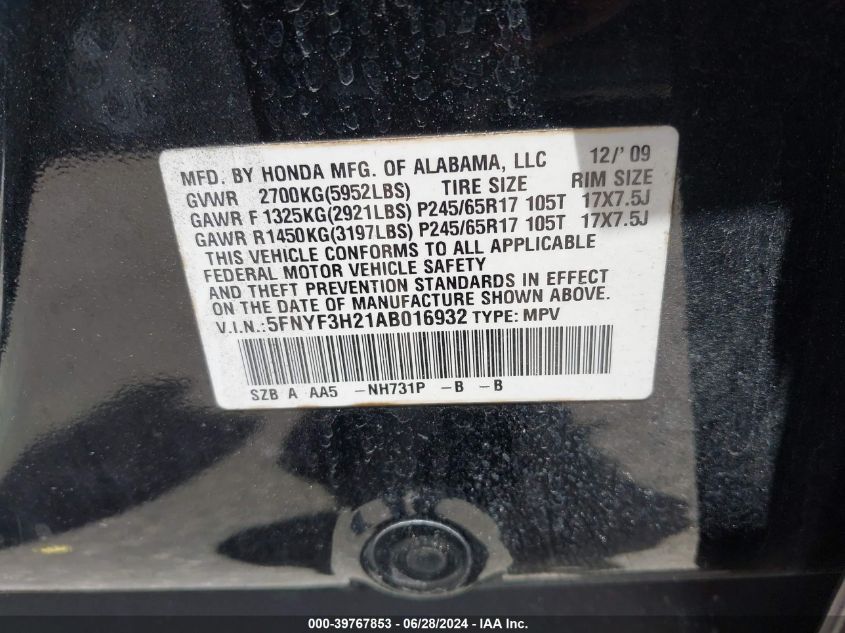 MFD. BY HONDA MFG. OF ALABAMA, LLC 12/' 09
GVWR 2700KG(5952LBS) TIRE SIZE RIM SIZE
GAWR F 1325KG(2921LBS) P245/65R17 105T 17X7.5J
GAWR R1450KG(3197LBS) P245/65R17 105T 17X7.5J
THIS VEHICLE CONFORMS TO ALL APPLICABLE
FEDERAL MOTOR VEHICLE SAFETY
AND THEFT PREVENTION STANDARDS IN EFFECT
ON THE DATE OF MANUFACTURE SHOWN ABOVE.
V.I.N.:5FNYF3H21AB016932 TYPE: MPV
SZB A AA5 -NH731P -B -B
000-39767853 - 06/28/2024 - IAA Inc.